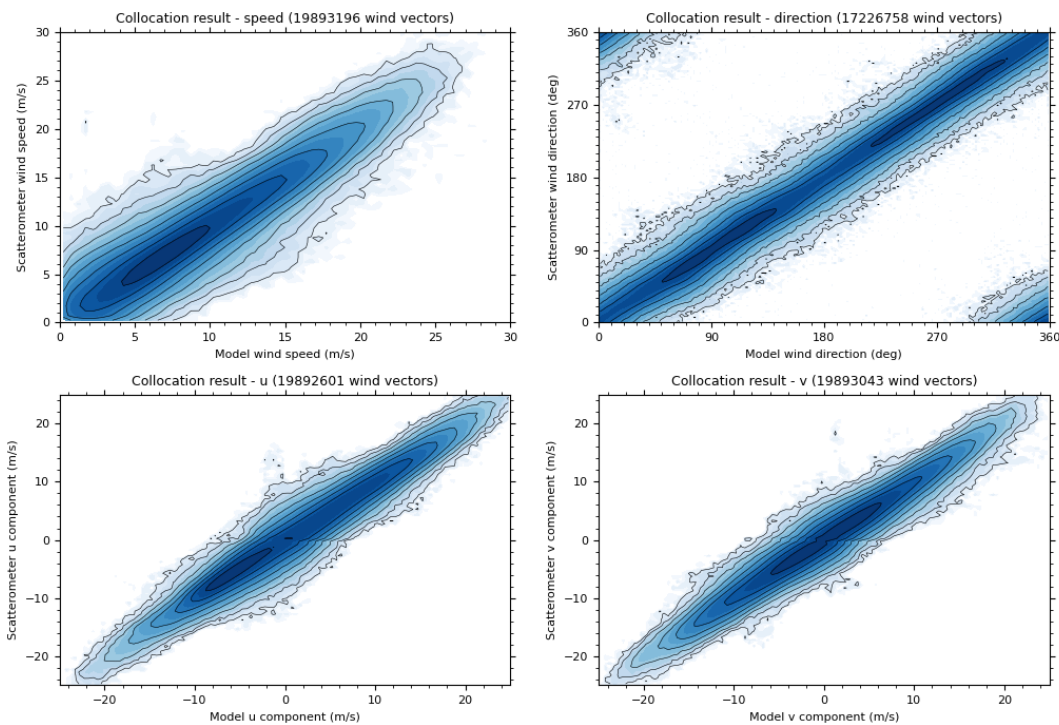 Collocation result - speed (19893196 wind vectors)
30
25
20
15
10
5
0
Scatterometer wind speed (m/s)
0 5 10 15 20 25 30
Model wind speed (m/s)
Collocation result - direction (17226758 wind vectors)
360
270
180
90
0
Scatterometer wind direction (deg)
0 90 180 270 360
Model wind direction (deg)
Collocation result - u (19892601 wind vectors)
20
10
0
−10
−20
Scatterometer u component (m/s)
−20 −10 0 10 20
Model u component (m/s)
Collocation result - v (19893043 wind vectors)
20
10
0
−10
−20
Scatterometer v component (m/s)
−20 −10 0 10 20
Model v component (m/s)